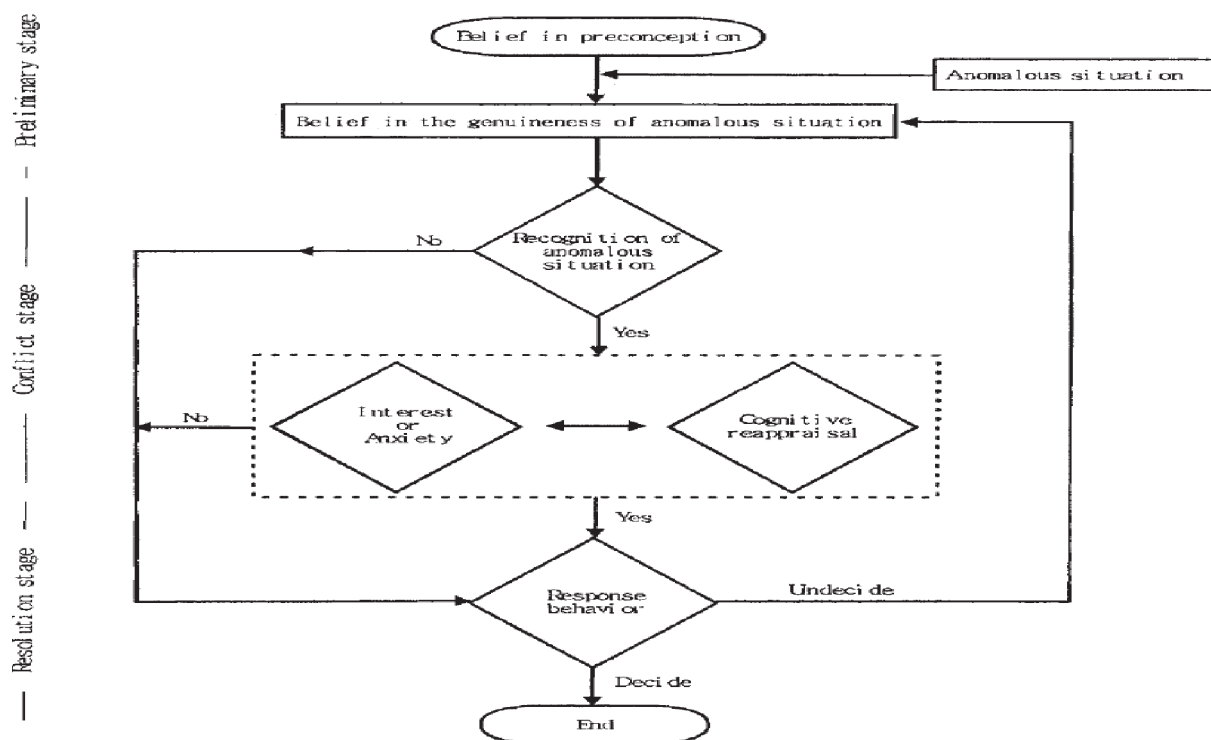 Belief in preconception
Anomalous situation
Belief in the genuineness of anomalous situation
Recognition of
anomalous
situation
No
Yes
Interest
or
Anxiety
Cognitive
reappraisal
No
Yes
Response
behavior
Undecide
Decide
End
Preliminary stage
Conflict stage
Resolution stage